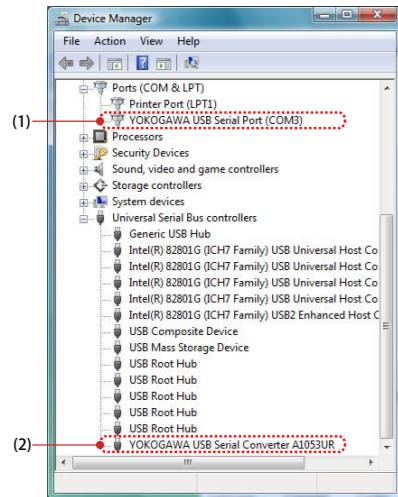 Device Manager
File Action View Help
Ports (COM & LPT)
Printer Port (LPT1)
(1)
YOKOGAWA USB Serial Port (COM3)
Processors
Security Devices
Sound, video and game controllers
Storage controllers
System devices
Universal Serial Bus controllers
Generic USB Hub
Intel(R) 82801G (ICH7 Family) USB Universal Host Co
Intel(R) 82801G (ICH7 Family) USB Universal Host Co
Intel(R) 82801G (ICH7 Family) USB Universal Host Co
Intel(R) 82801G (ICH7 Family) USB Universal Host Co
Intel(R) 82801G (ICH7 Family) USB2 Enhanced Host C
USB Composite Device
USB Mass Storage Device
USB Root Hub
USB Root Hub
USB Root Hub
USB Root Hub
USB Root Hub
(2)
YOKOGAWA USB Serial Converter A1053UR